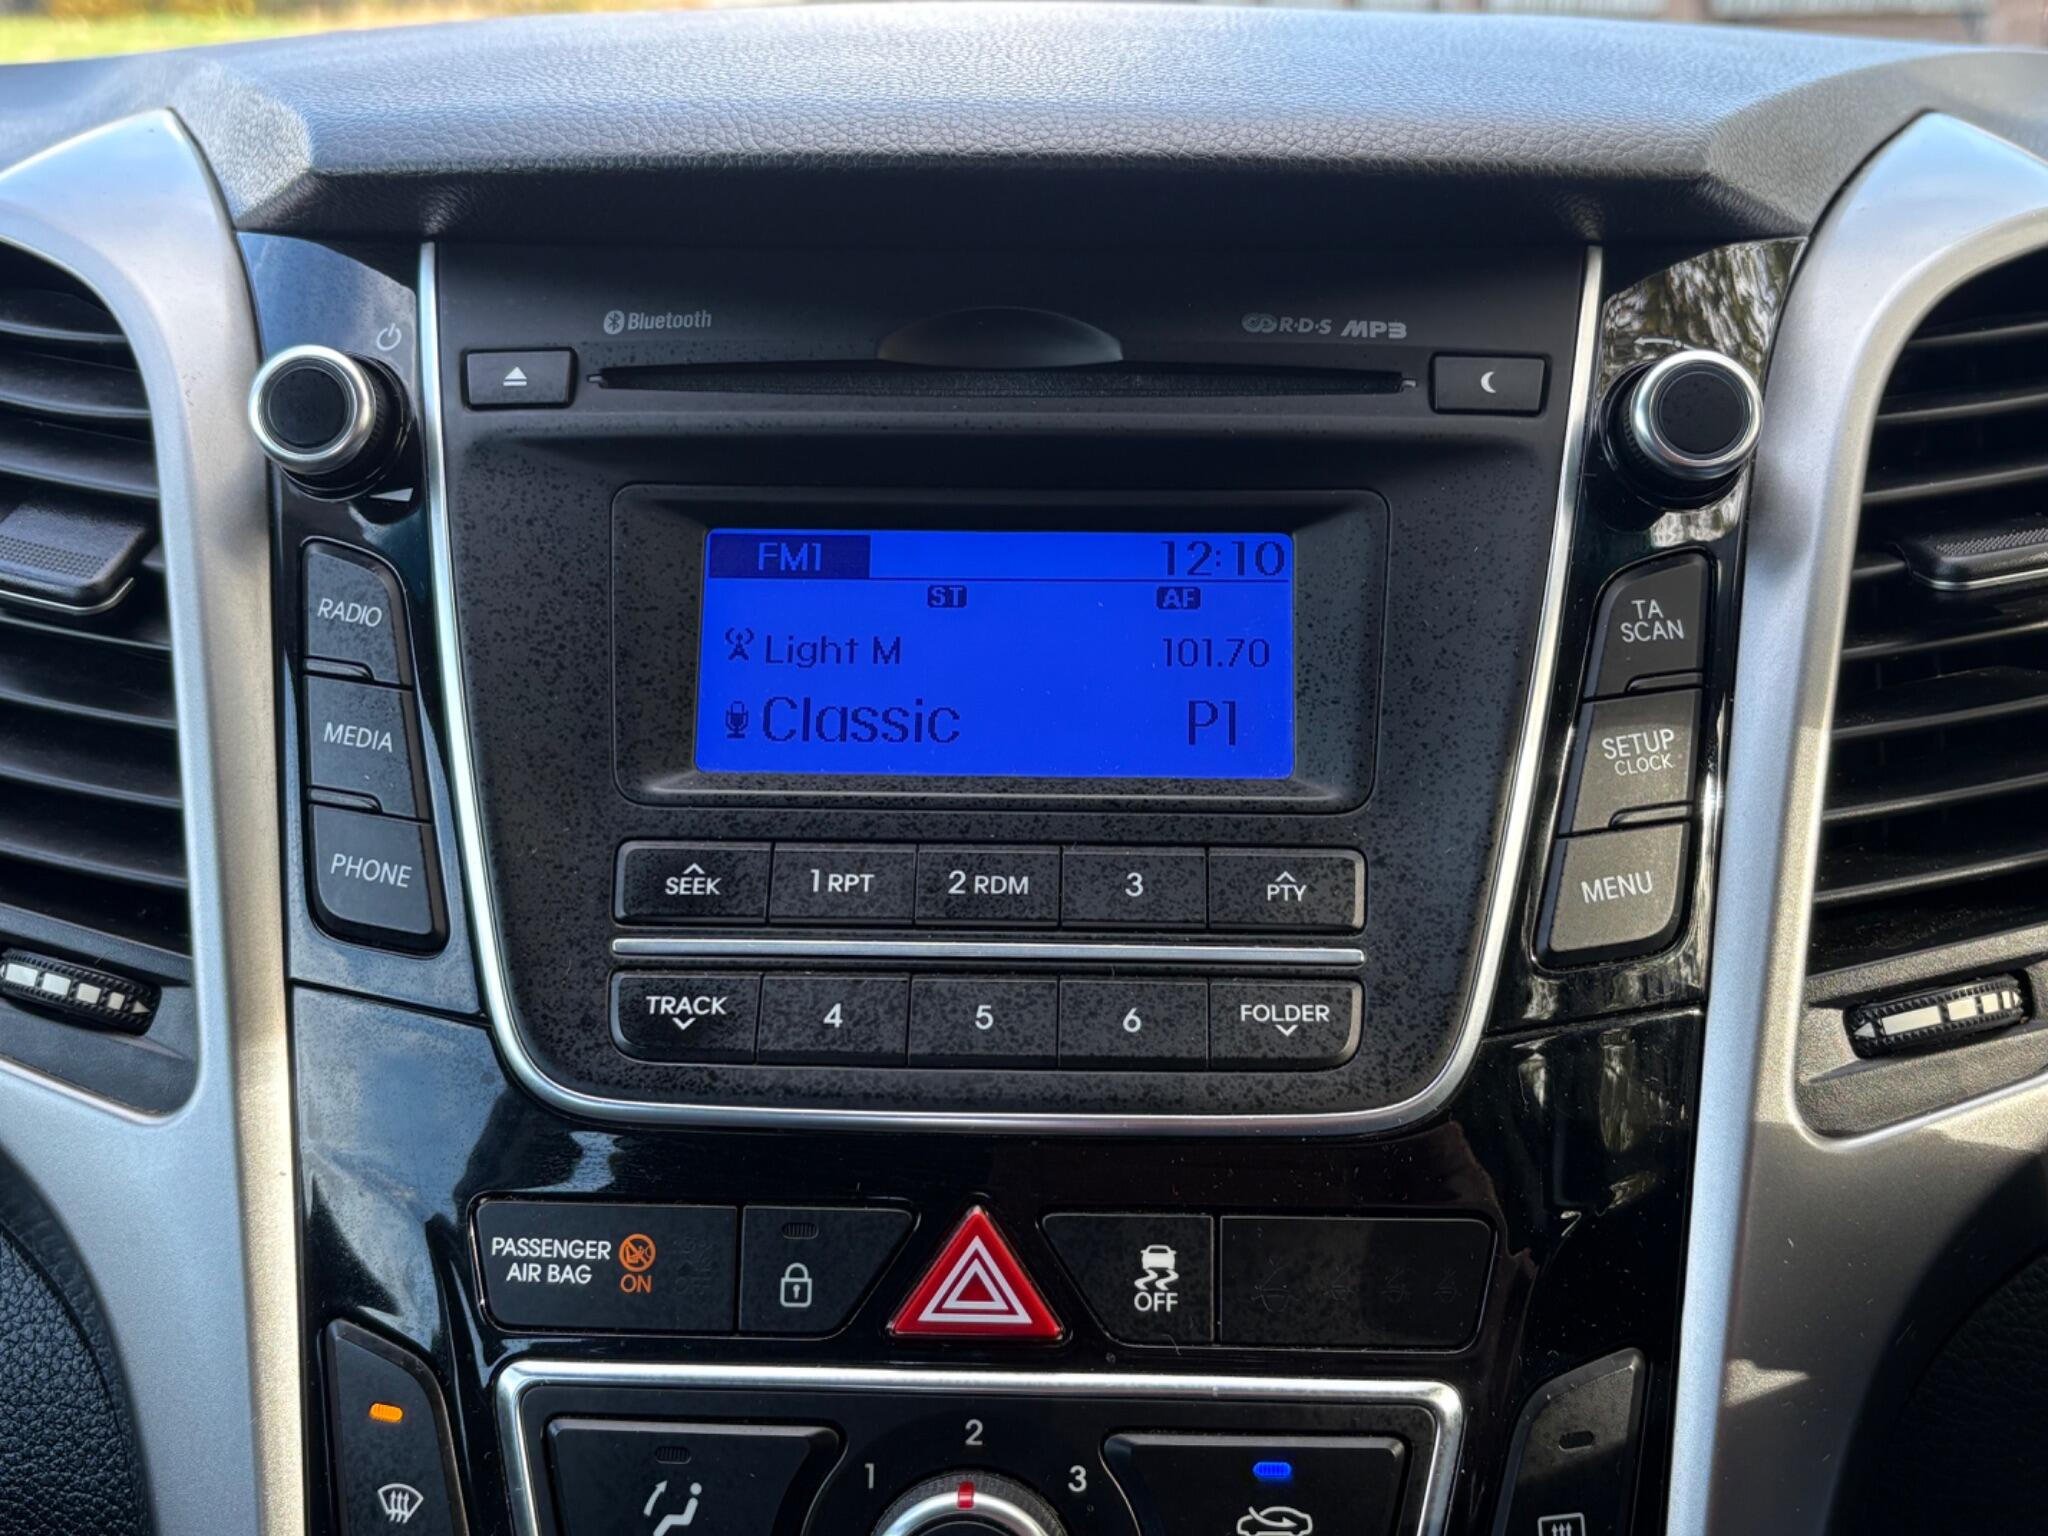 Bluetooth
R·D·S MP3
FM1 12:10
ST AF
Light M 101.70
Classic P1
RADIO
MEDIA
PHONE
TA
SCAN
SETUP
CLOCK
MENU
SEEK 1 RPT 2 RDM 3 PTY
TRACK 4 5 6 FOLDER
PASSENGER
AIR BAG ON
OFF
1 2 3